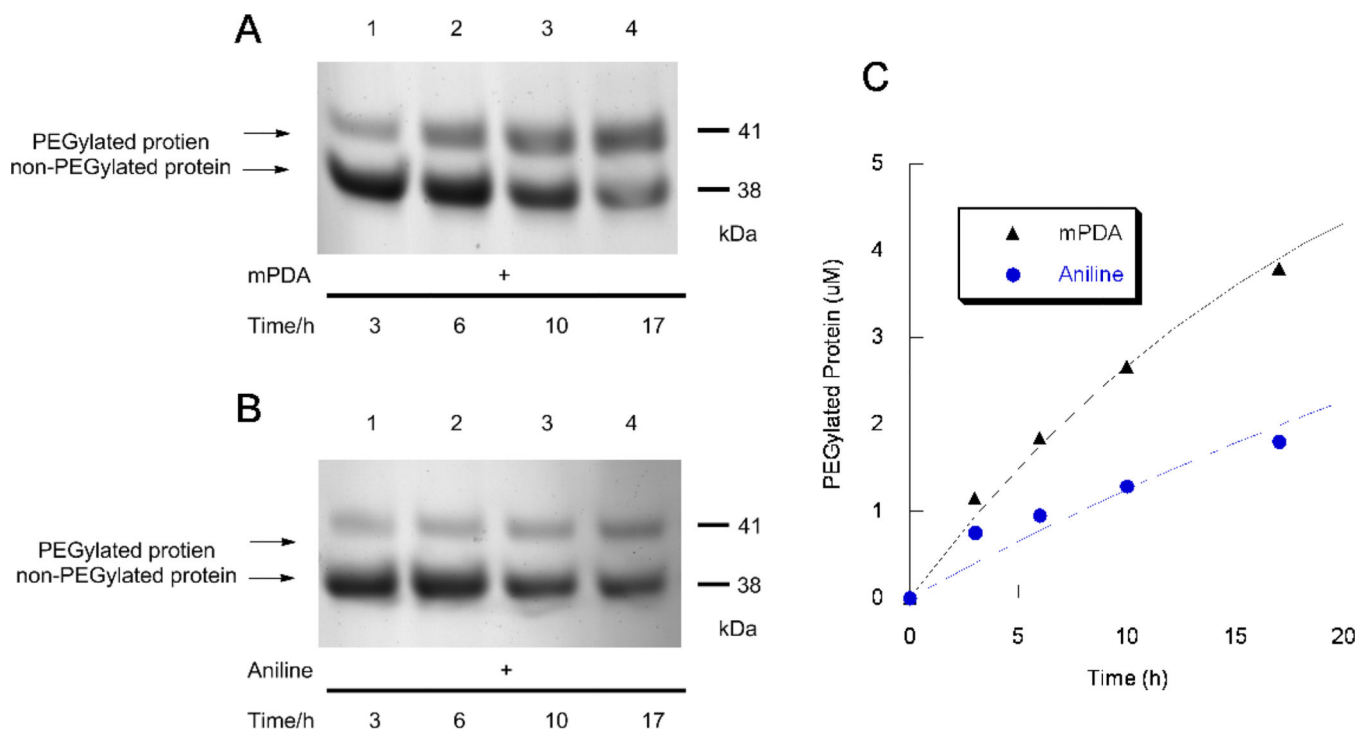 A
1 2 3 4
PEGylated protien
non-PEGylated protein
41
38
kDa
mPDA +
Time/h 3 6 10 17
B
1 2 3 4
PEGylated protien
non-PEGylated protein
41
38
kDa
Aniline +
Time/h 3 6 10 17
C
PEGylated Protein (uM)
5
4
3
2
1
0
mPDA
Aniline
0 5 10 15 20
Time (h)